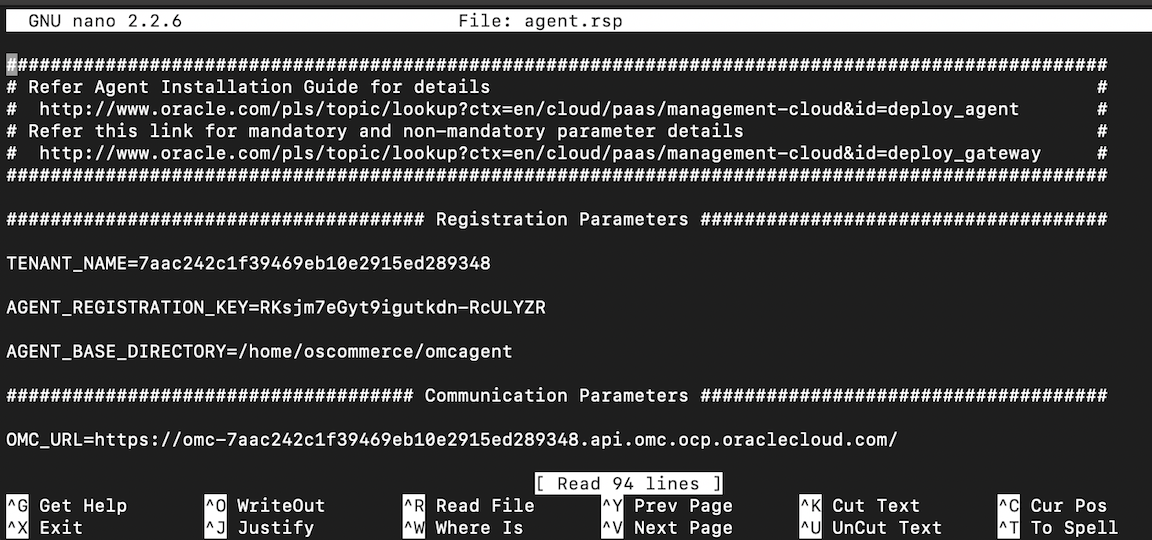 GNU nano 2.2.6 File: agent.rsp
####################################################################################################
# Refer Agent Installation Guide for details #
# http://www.oracle.com/pls/topic/lookup?ctx=en/cloud/paas/management-cloud&id=deploy_agent #
# Refer this link for mandatory and non-mandatory parameter details #
# http://www.oracle.com/pls/topic/lookup?ctx=en/cloud/paas/management-cloud&id=deploy_gateway #
####################################################################################################
###################################### Registration Parameters #####################################
TENANT_NAME=7aac242c1f39469eb10e2915ed289348
AGENT_REGISTRATION_KEY=RKsjm7eGyt9igutkdn-RcULYZR
AGENT_BASE_DIRECTORY=/home/oscommerce/omcagent
##################################### Communication Parameters #####################################
OMC_URL=https://omc-7aac242c1f39469eb10e2915ed289348.api.omc.ocp.oraclecloud.com/
[ Read 94 lines ]
^G Get Help ^O WriteOut ^R Read File ^Y Prev Page ^K Cut Text ^C Cur Pos
^X Exit ^J Justify ^W Where Is ^V Next Page ^U UnCut Text ^T To Spell